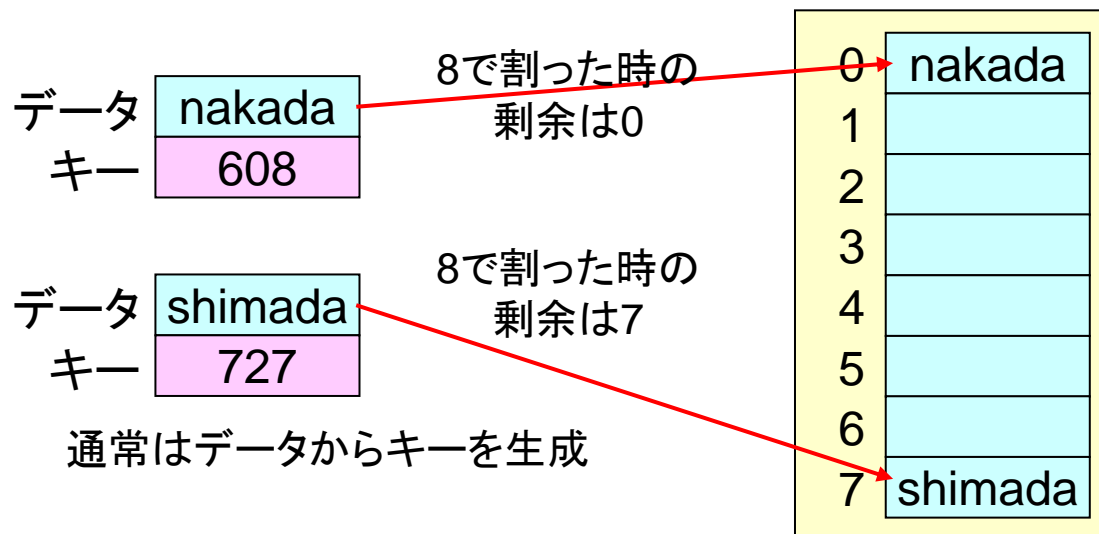 データ nakada
キー 608
8で割った時の
剰余は0
データ shimada
キー 727
8で割った時の
剰余は7
通常はデータからキーを生成
0 nakada
1
2
3
4
5
6
7 shimada